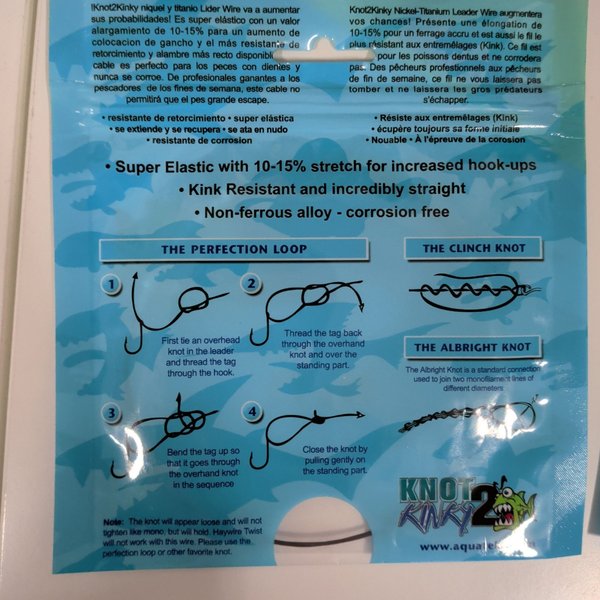 !Knot2Kinky niquel y titanio Lider Wire va a aumentar
sus probabilidades! Es super elástico con un valor
alargamiento de 10-15% para un aumento de
colocacion de gancho y el más resistente de
retorcimiento y alambre más recto disponible
cable es perfecto para los peces con dientes y
nunca se corroe. De profesionales ganantes a los
pescadores de los fines de semana, este cable no
permitirá que el pes grande escape.
• resistente de retorcimiento • super elástica
• se extiende y se recupera • se ata en nudo
• resistente de corrosion
Knot2Kinky Nickel-Titanium Leader Wire augmentera
vos chances! Présente une élongation de
10-15% pour un ferrage accru et est aussi le fil le
plus résistant aux entremêlages (Kink). Ce fil est
pour les poissons dentus et ne corrodera
pas. Des pêcheurs professionnels aux pêcheurs
de fin de semaine, ce fil ne vous laissera pas
tomber et ne laissera les gros prédateurs
s'échapper.
• Résiste aux entremêlages (Kink)
• écupère toujours sa forme initiale
• Nouable • À l'épreuve de la corosion
• Super Elastic with 10-15% stretch for increased hook-ups
• Kink Resistant and incredibly straight
• Non-ferrous alloy - corrosion free
THE PERFECTION LOOP
1
First tie an overhead
knot in the leader
and thread the tag
through the hook.
2
Thread the tag back
through the overhand
knot and over the
standing part.
3
Bend the tag up so
that it goes through
the overhand knot
in the sequence
4
Close the knot by
pulling gently on
the standing part.
Note: The knot will appear loose and will not
tighten like mono, but will hold. Haywire Twist
will not work with this wire. Please use the
perfection loop or other favorite knot.
THE CLINCH KNOT
THE ALBRIGHT KNOT
The Albright Knot is a standard connection
used to join two monofilament lines of
different diameters
KNOT
2
KINKY